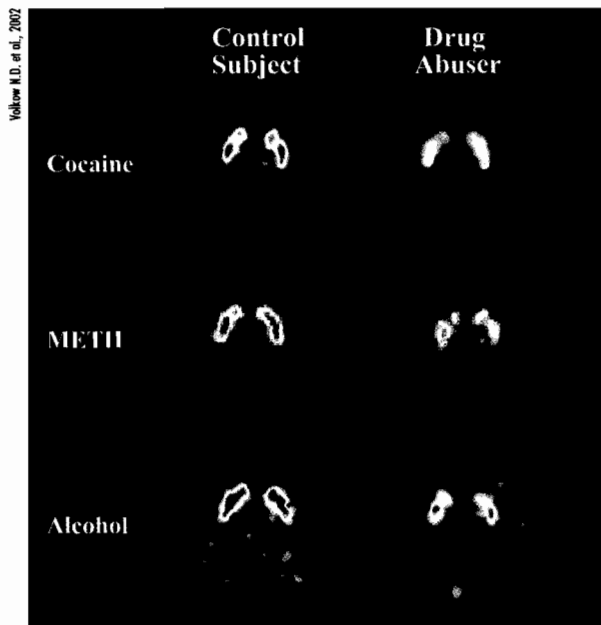 Volkow N.D. et al., 2002
Control
Subject
Drug
Abuser
Cocaine
METH
Alcohol